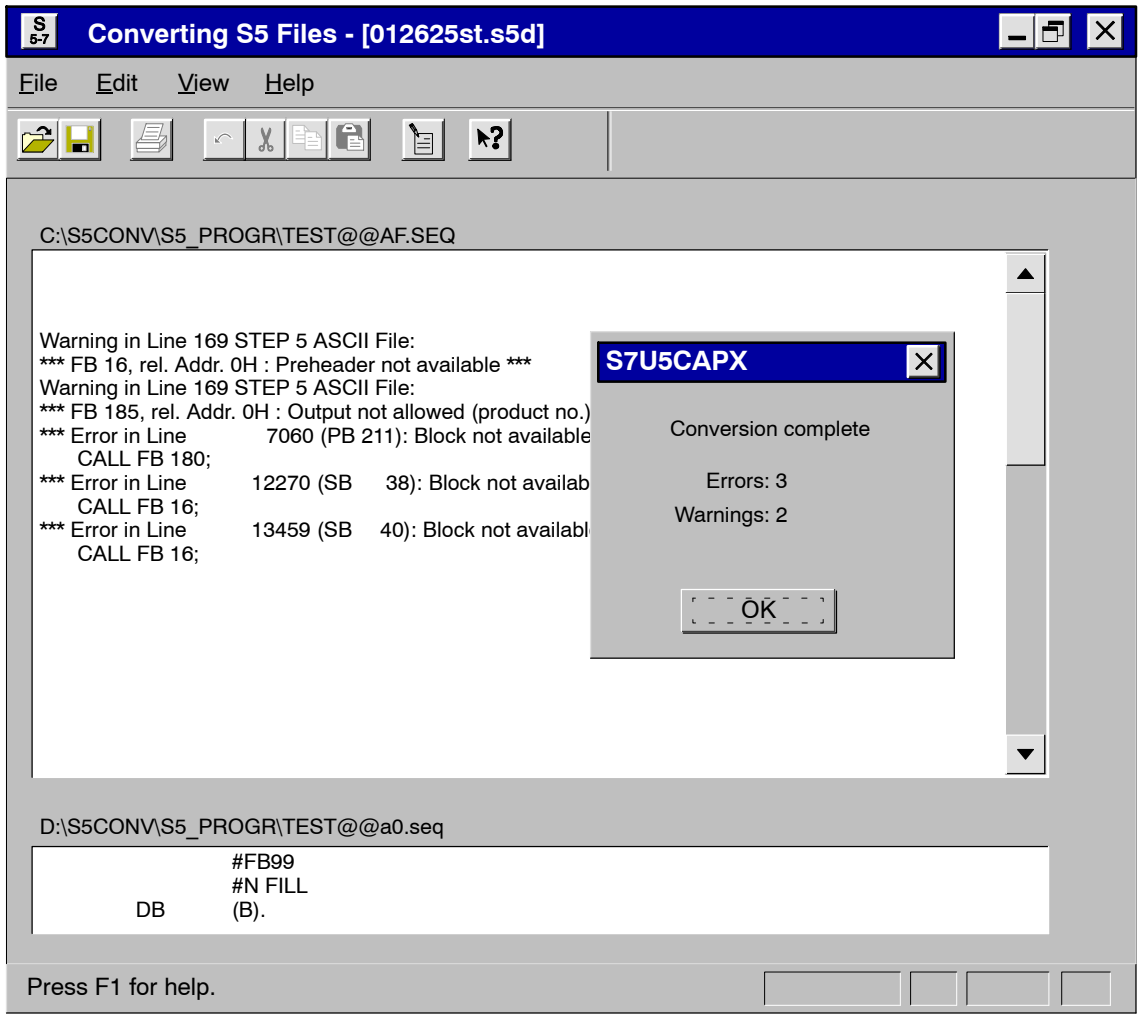 S
5-7
Converting S5 Files - [012625st.s5d]
File Edit View Help
C:\S5CONV\S5_PROGR\TEST@@AF.SEQ
Warning in Line 169 STEP 5 ASCII File:
*** FB 16, rel. Addr. 0H : Preheader not available ***
Warning in Line 169 STEP 5 ASCII File:
*** FB 185, rel. Addr. 0H : Output not allowed (product no.)
*** Error in Line 7060 (PB 211): Block not available
CALL FB 180;
*** Error in Line 12270 (SB 38): Block not availab
CALL FB 16;
*** Error in Line 13459 (SB 40): Block not availabl
CALL FB 16;
S7U5CAPX
Conversion complete
Errors: 3
Warnings: 2
OK
D:\S5CONV\S5_PROGR\TEST@@a0.seq
#FB99
#N FILL
DB (B).
Press F1 for help.